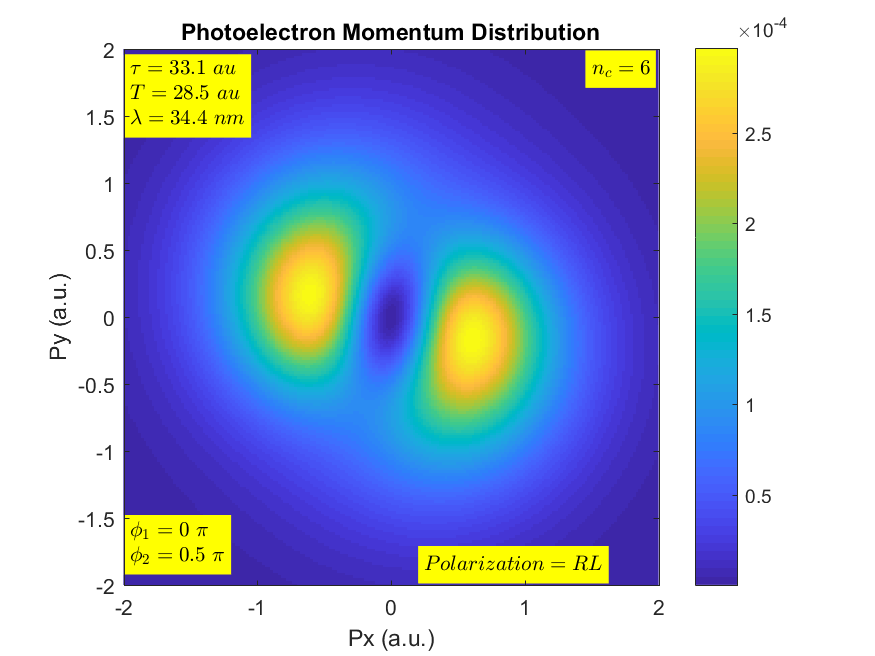 Photoelectron Momentum Distribution
×10⁻⁴
τ = 33.1 au
T = 28.5 au
λ = 34.4 nm
n_c = 6
2
1.5
1
0.5
0
-0.5
-1
-1.5
-2
Py (a.u.)
ϕ₁ = 0 π
ϕ₂ = 0.5 π
Polarization = RL
-2
-1
0
1
2
Px (a.u.)
2.5
2
1.5
1
0.5